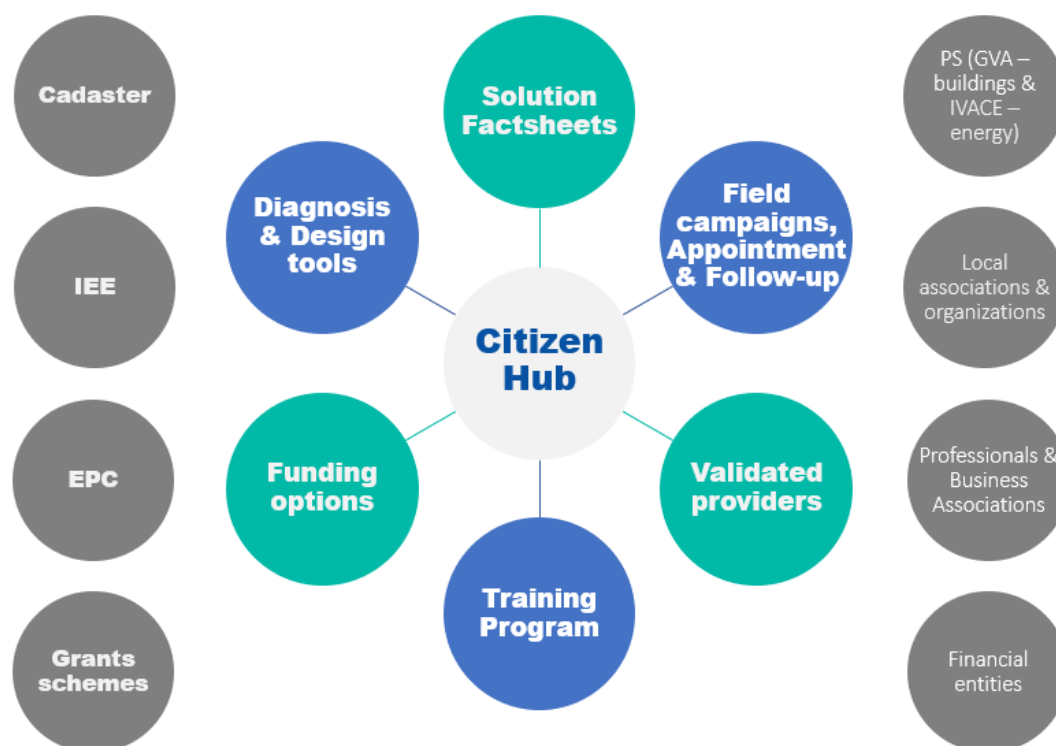 Cadaster
IEE
EPC
Grants
schemes
Solution
Factsheets
Diagnosis
& Design
tools
Field
campaigns,
Appointment
& Follow-up
Citizen
Hub
Funding
options
Validated
providers
Training
Program
PS (GVA –
buildings &
IVACE –
energy)
Local
associations &
organizations
Professionals &
Business
Associations
Financial
entities